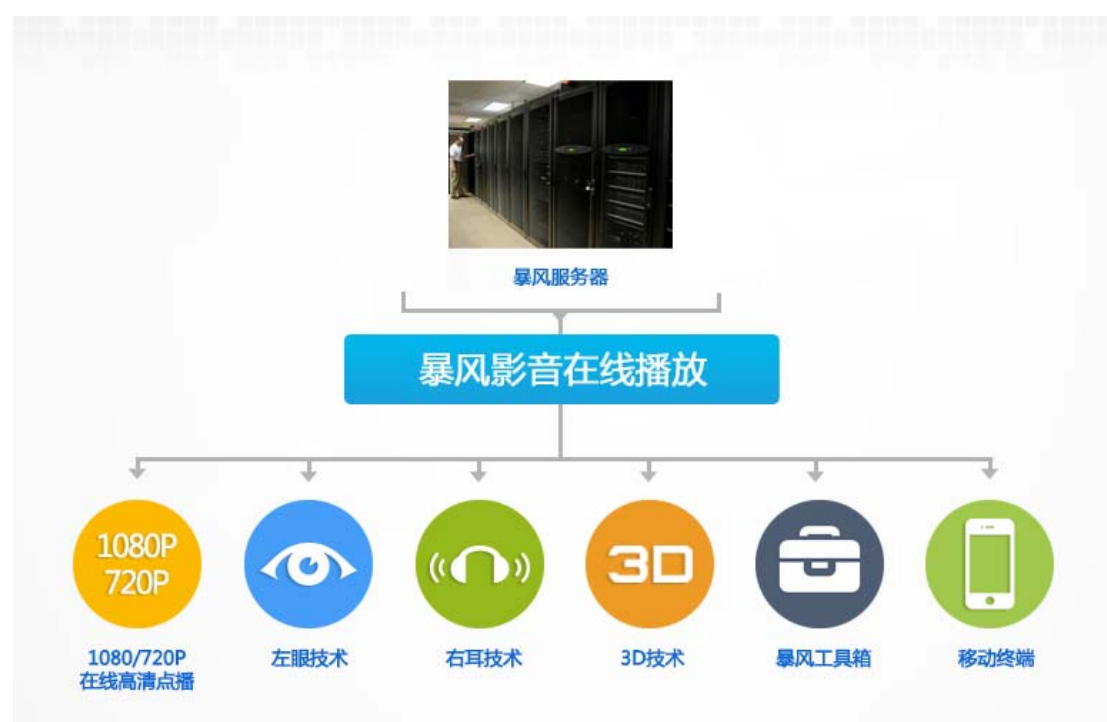 暴风服务器
暴风影音在线播放
1080P
720P
3D
1080/720P
在线高清点播
左眼技术
右耳技术
3D技术
暴风工具箱
移动终端